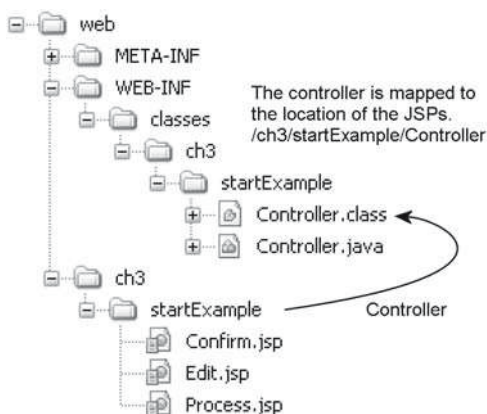 web
META-INF
WEB-INF
The controller is mapped to
the location of the JSPs.
/ch3/startExample/Controller
classes
ch3
startExample
Controller.class
Controller.java
ch3
startExample
Controller
Confirm.jsp
Edit.jsp
Process.jsp